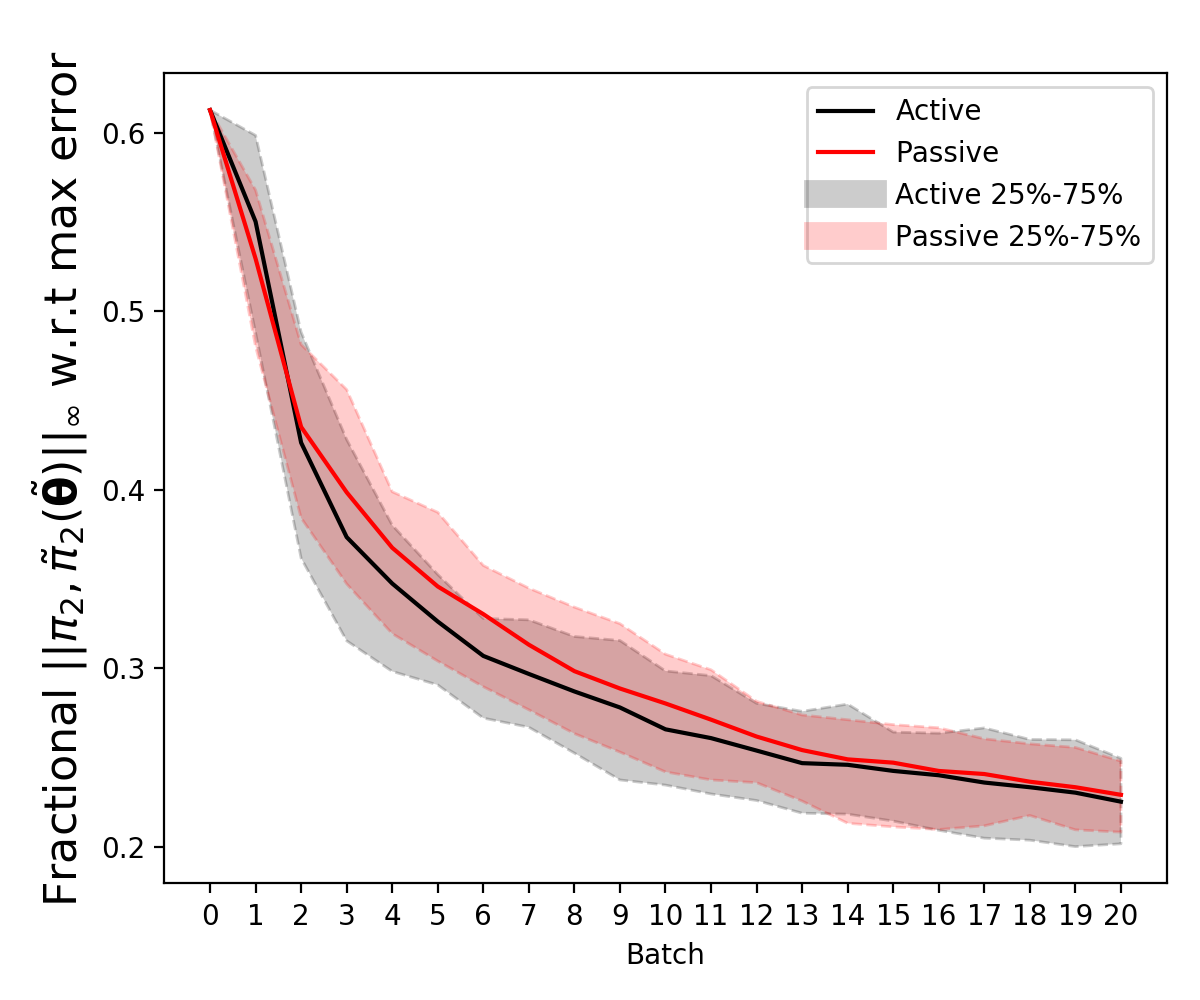 Fractional ||π₂, π̃₂(θ̃)||∞ w.r.t max error
0.6
0.5
0.4
0.3
0.2
Active
Passive
Active 25%-75%
Passive 25%-75%
0 1 2 3 4 5 6 7 8 9 10 11 12 13 14 15 16 17 18 19 20
Batch